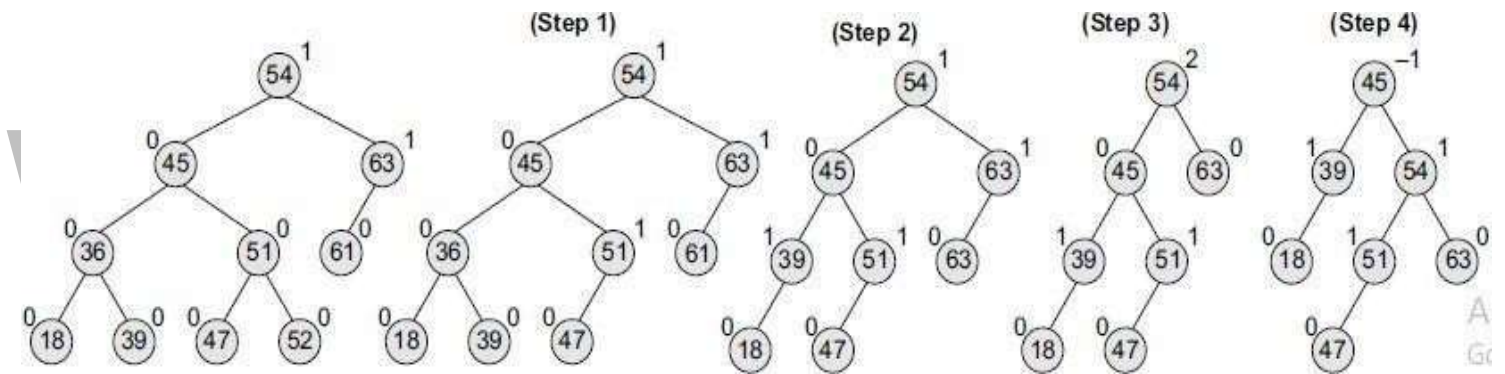 54 1
0 45 63 1
0 36 51 0 61 0
0 18 39 0 0 47 52 0
(Step 1)
54 1
0 45 63 1
0 36 51 1 0 61
0 18 39 0 0 47
(Step 2)
54 1
0 45 63 1
1 39 51 1 0 63
0 18 0 47
(Step 3)
54 2
0 45 63 0
1 39 51 1
0 18 0 47
(Step 4)
45 –1
1 39 54 1
0 18 1 51 63 0
0 47
A
Go